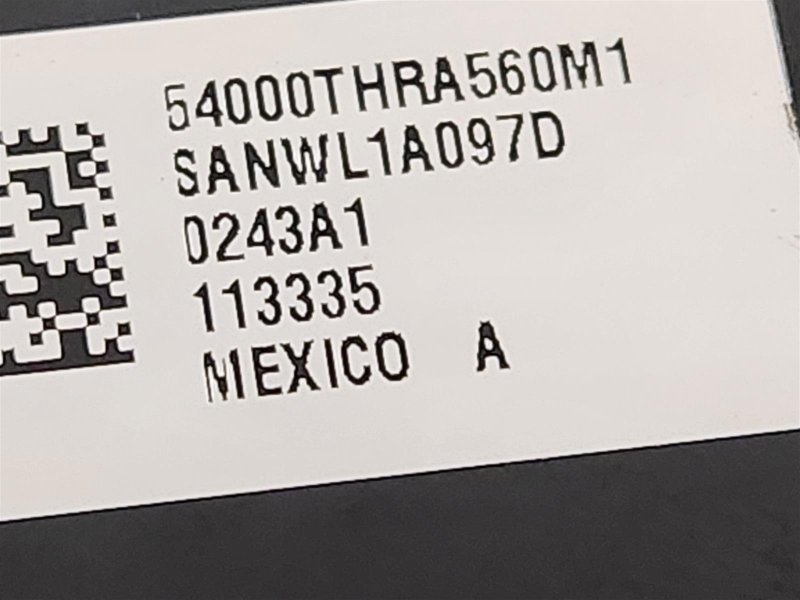 54000THRA560M1
SANWL1A097D
0243A1
113335
MEXICO A